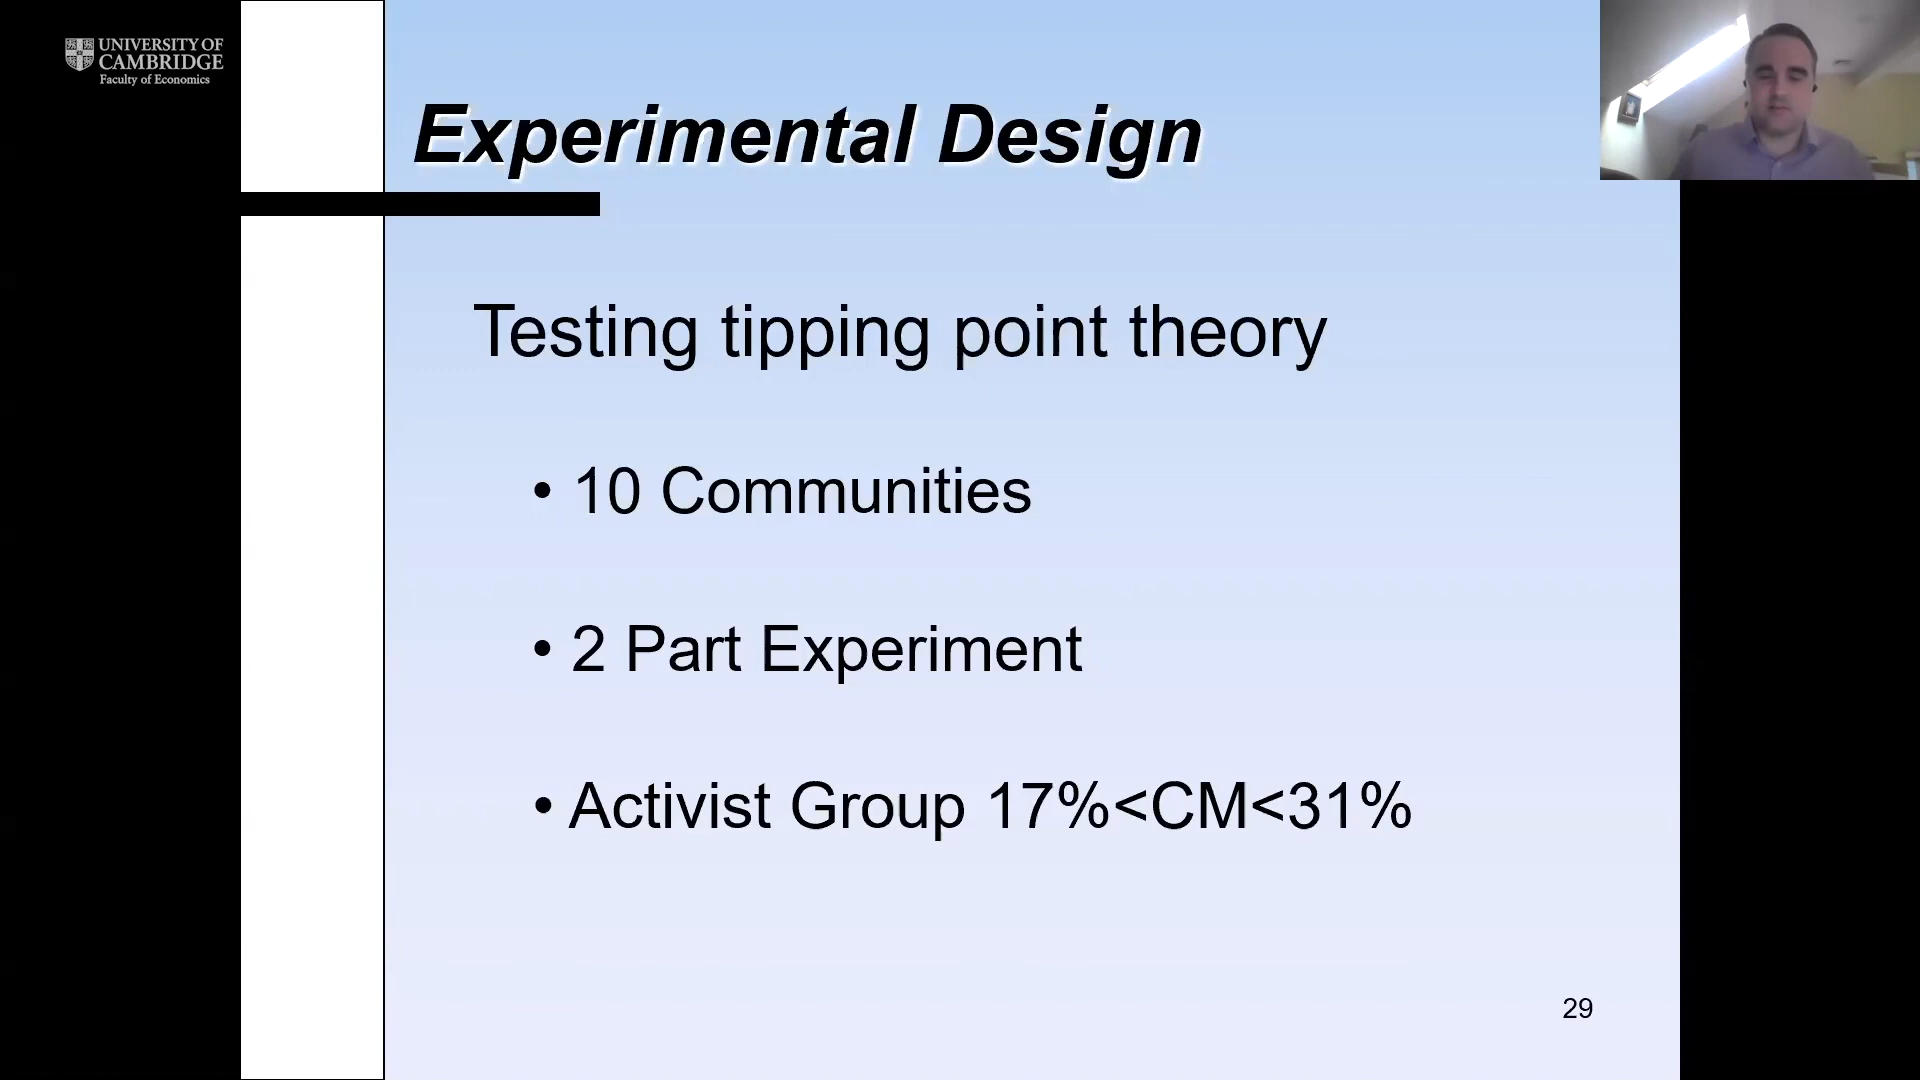 UNIVERSITY OF
CAMBRIDGE
Faculty of Economics
Experimental Design
Testing tipping point theory
• 10 Communities
• 2 Part Experiment
• Activist Group 17%<CM<31%
29